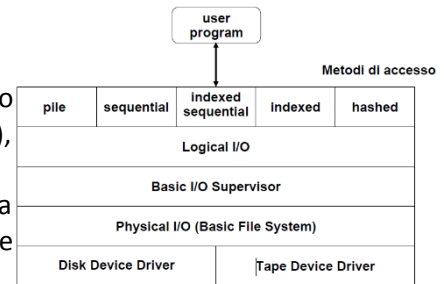 user
program
Metodi di accesso
o
),
a
e
pile sequential indexed sequential indexed hashed
Logical I/O
Basic I/O Supervisor
Physical I/O (Basic File System)
Disk Device Driver Tape Device Driver